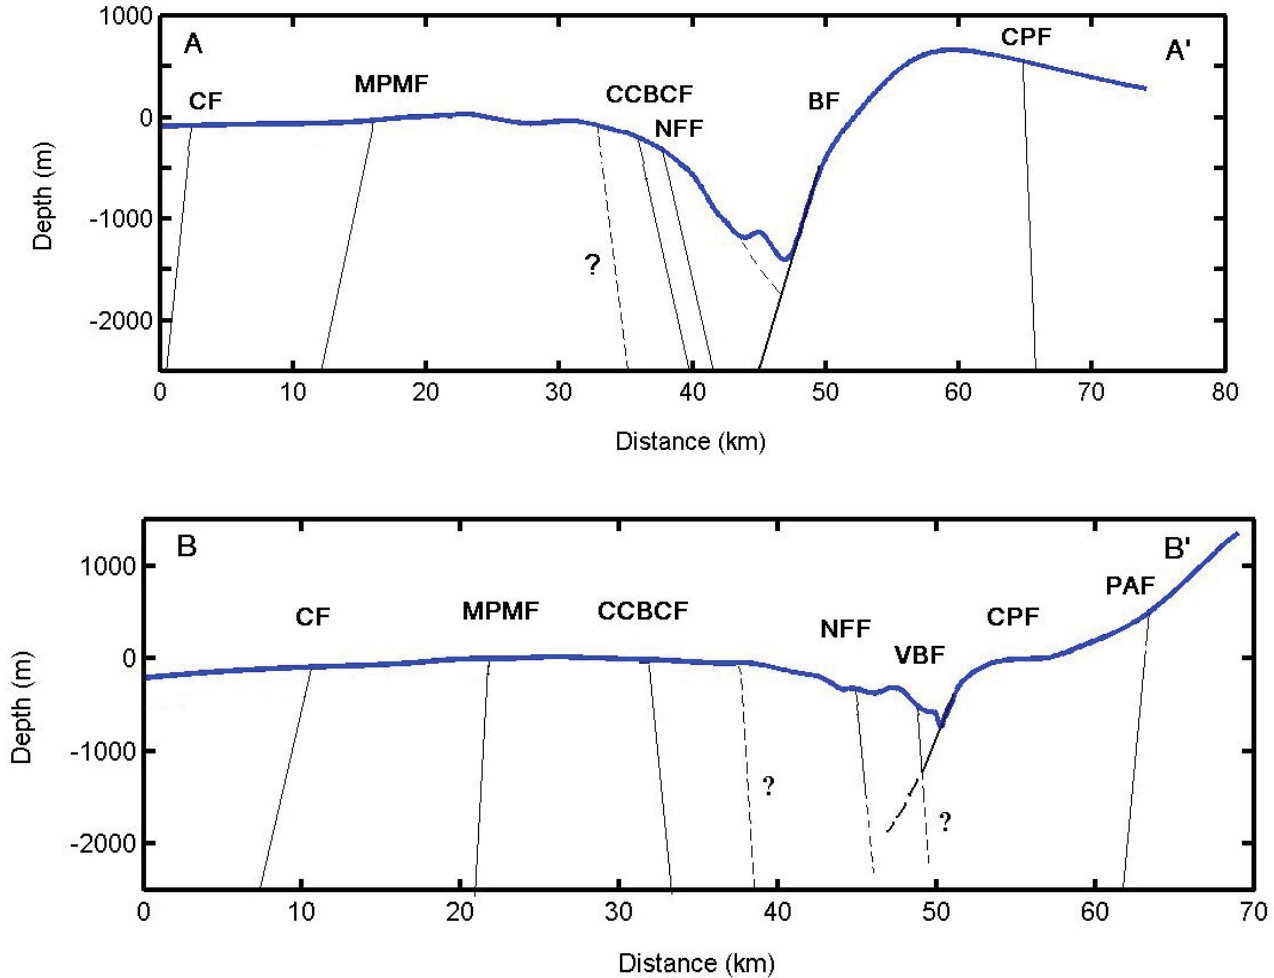 1000
A
CPF
A'
MPMF
CCBCF
CF
BF
0
NFF
Depth (m)
-1000
?
-2000
0 10 20 30 40 50 60 70 80
Distance (km)
B
B'
1000
PAF
CF
MPMF
CCBCF
CPF
NFF
VBF
0
Depth (m)
-1000
?
?
-2000
0 10 20 30 40 50 60 70
Distance (km)